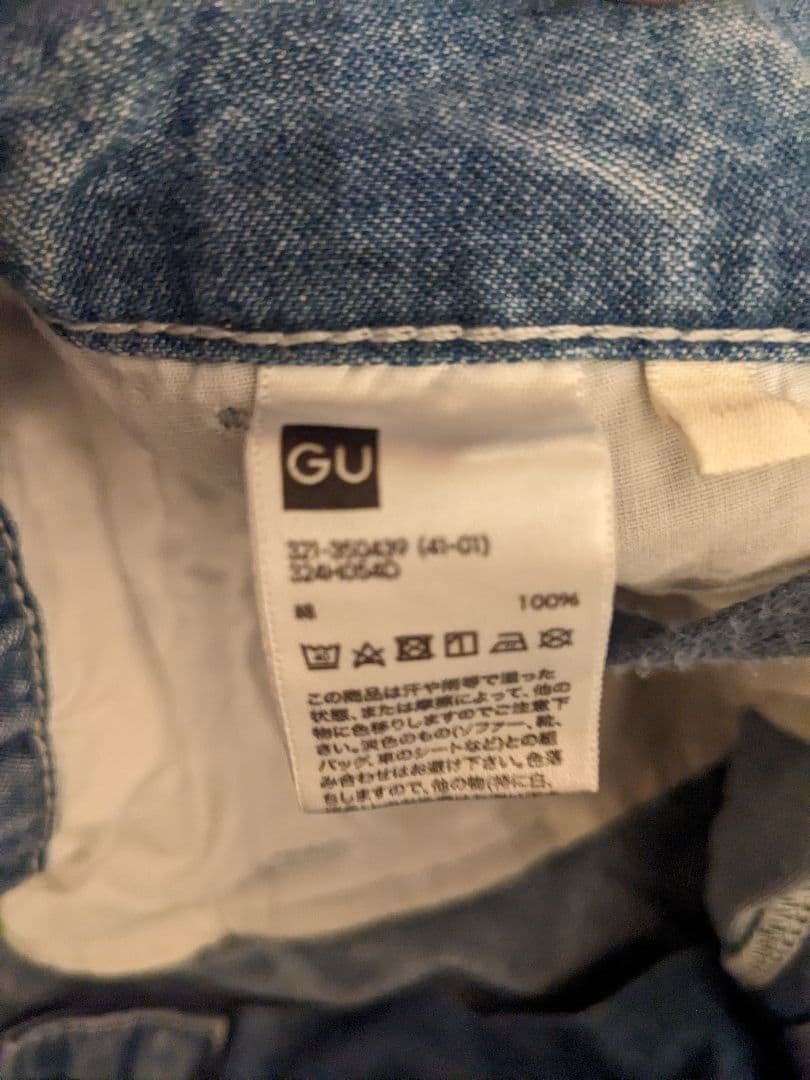 GU
321-350439 (41-01)
324H054D
綿 100%
40
この商品は汗や雨等で湿った
状態、または摩擦によって、他の
物に色移りしますのでご注意下
さい。淡色のもの(ソファー、靴、
バッグ、車のシートなど)との組
み合わせはお避け下さい。色落
ちしますので、他の物(特に白、